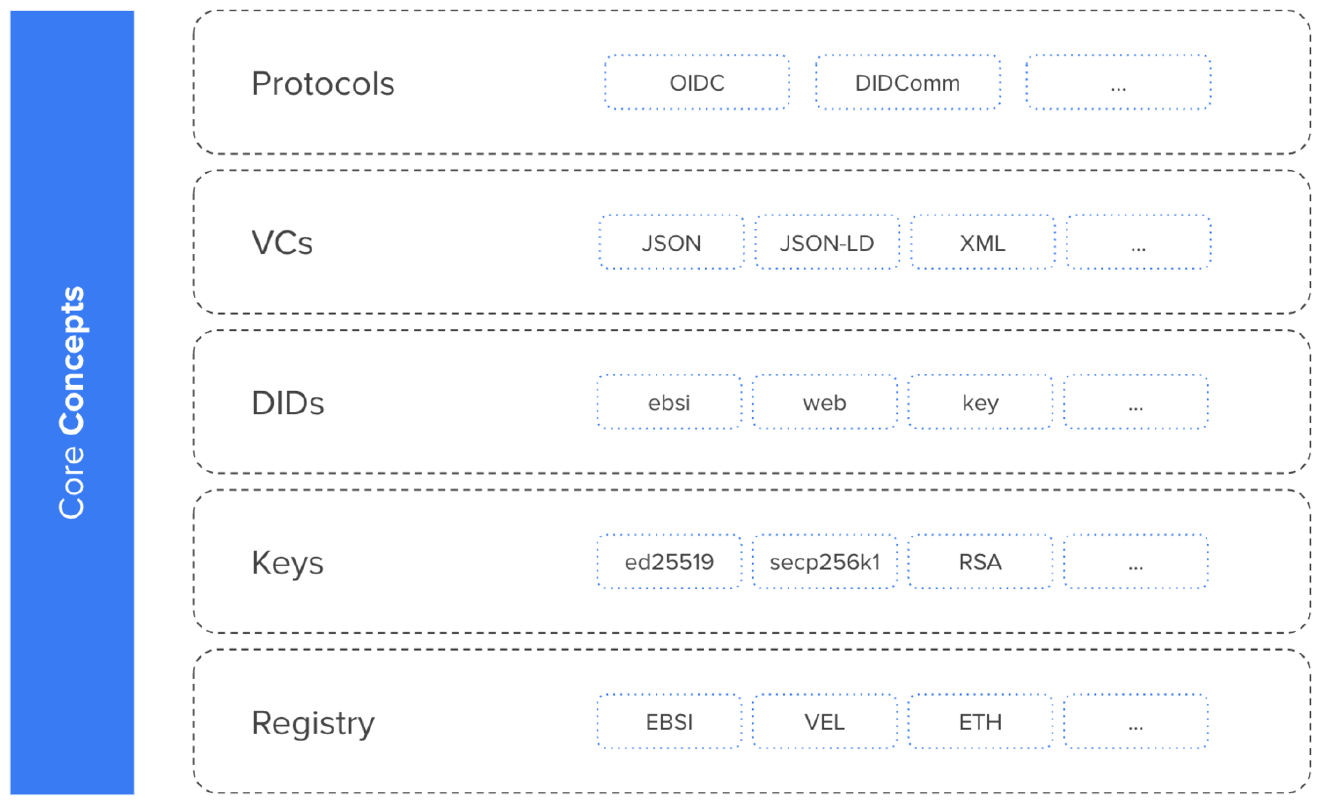 Core Concepts
Protocols
OIDC
DIDComm
...
VCs
JSON
JSON-LD
XML
...
DIDs
ebsi
web
key
...
Keys
ed25519
secp256k1
RSA
...
Registry
EBSI
VEL
ETH
...